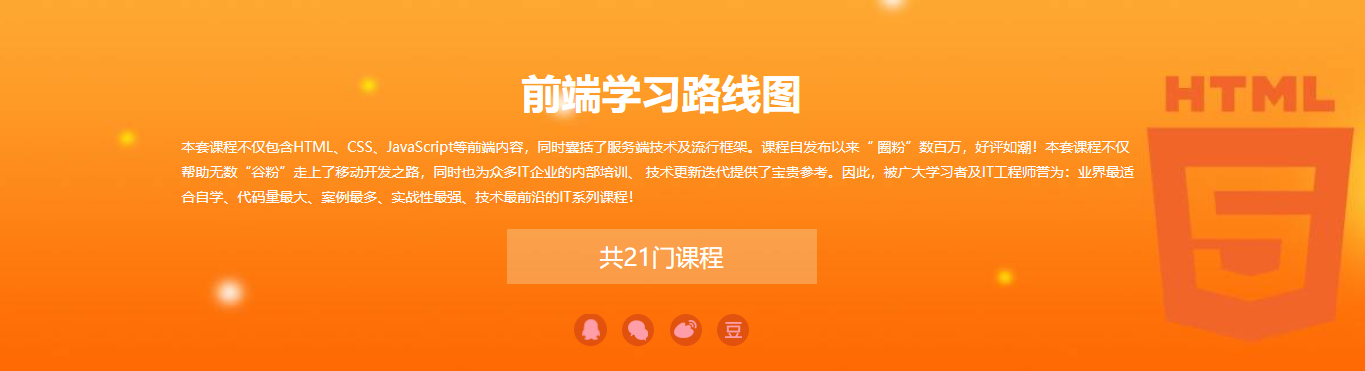 前端学习路线图
本套课程不仅包含HTML、CSS、JavaScript等前端内容，同时囊括了服务端技术及流行框架。课程自发布以来“ 圈粉”数百万，好评如潮！本套课程不仅
帮助无数“谷粉”走上了移动开发之路，同时也为众多IT企业的内部培训、 技术更新迭代提供了宝贵参考。因此，被广大学习者及IT工程师誉为：业界最适
合自学、代码量最大、案例最多、实战性最强、技术最前沿的IT系列课程！
共21门课程
豆
HTML
5